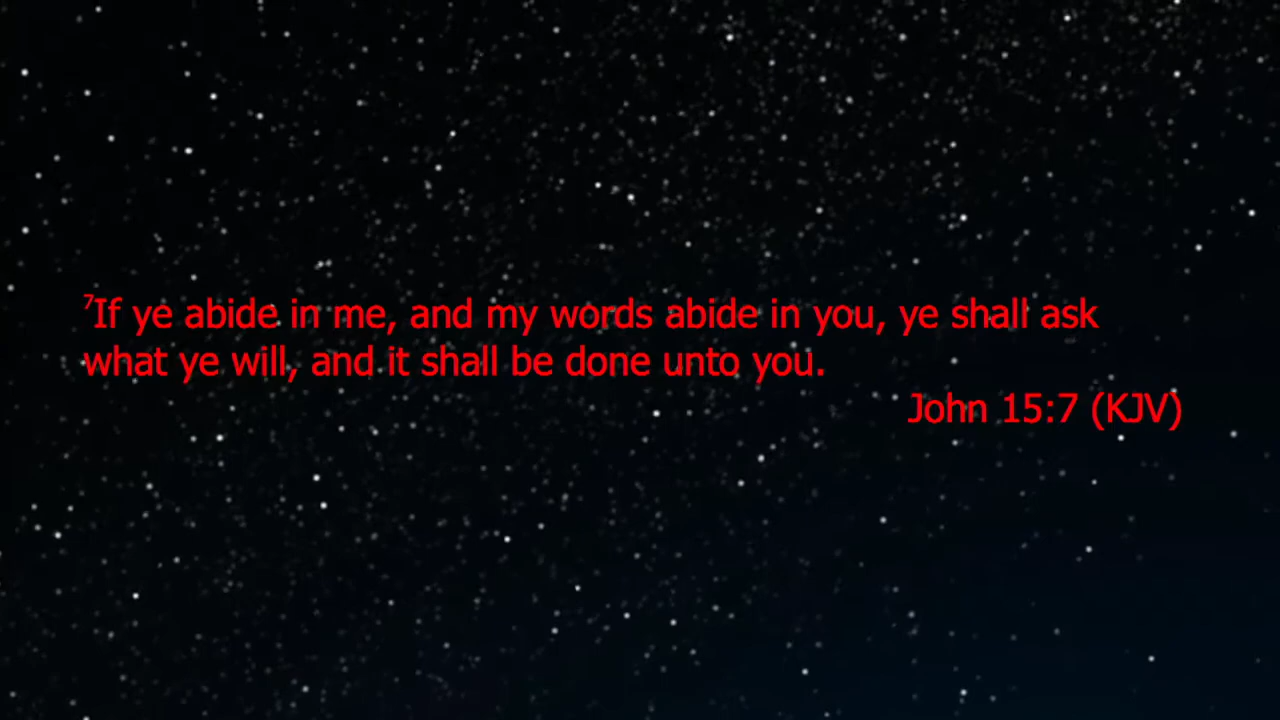 ⁷If ye abide in me, and my words abide in you, ye shall ask
what ye will, and it shall be done unto you.
John 15:7 (KJV)